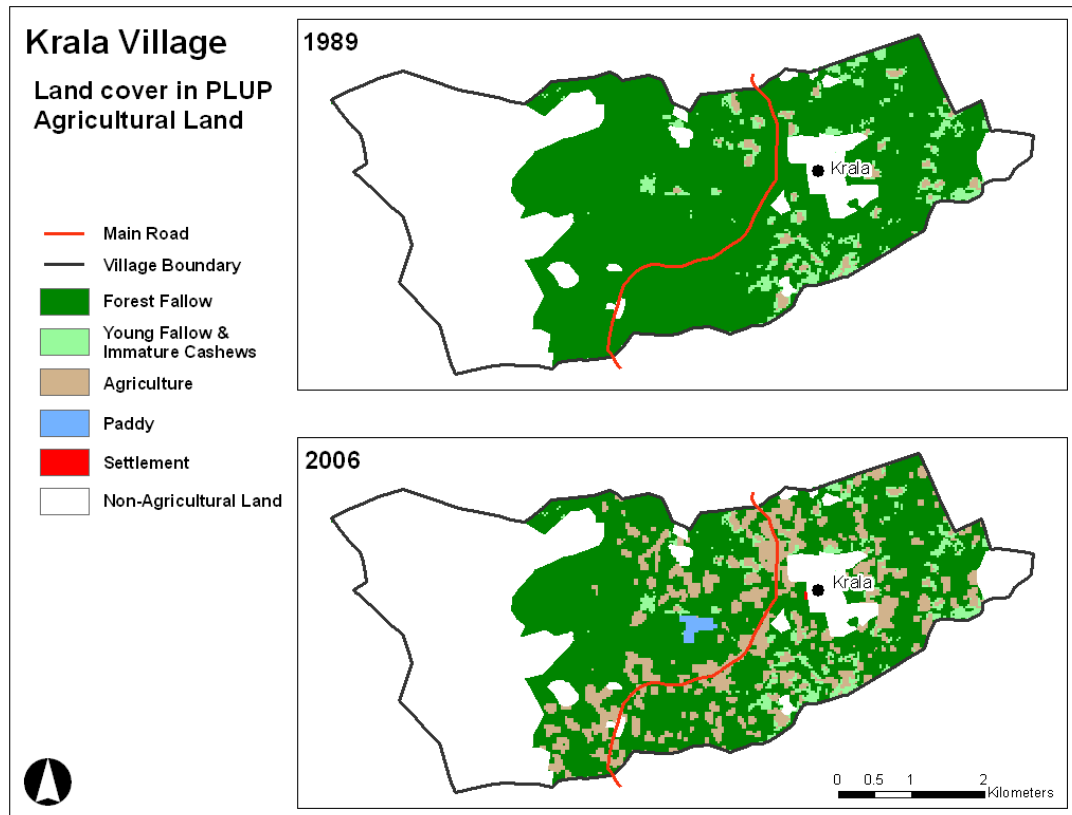 Krala Village
Land cover in PLUP
Agricultural Land
Main Road
Village Boundary
Forest Fallow
Young Fallow &
Immature Cashews
Agriculture
Paddy
Settlement
Non-Agricultural Land
1989
Krala
2006
Krala
0 0.5 1 2
Kilometers